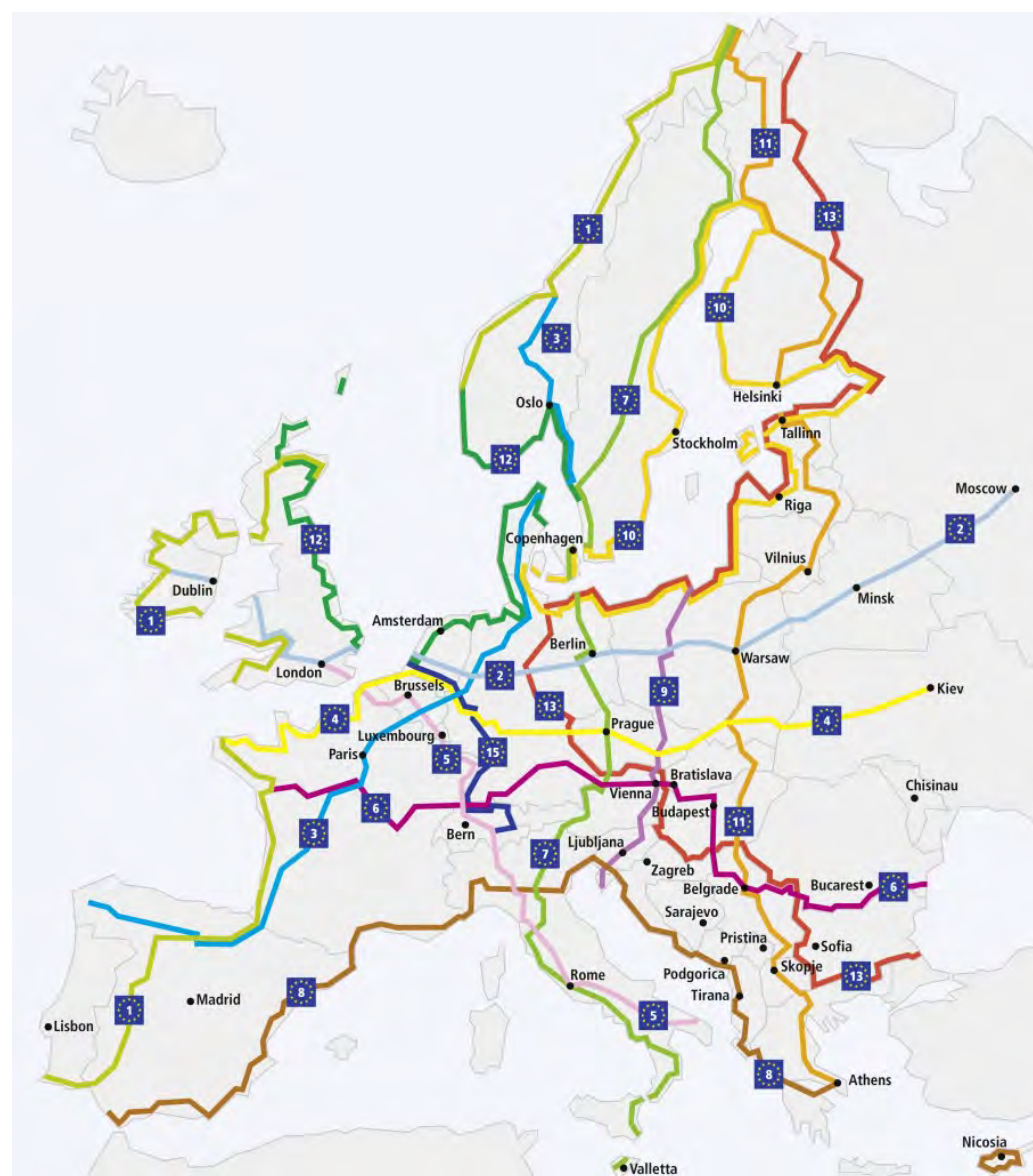 11
13
1
10
3
Helsinki
7
Oslo
Tallinn
Stockholm
12
Moscow
Riga
12
10
2
Copenhagen
Vilnius
Dublin
Minsk
1
Amsterdam
Berlin
Warsaw
London
2
9
Kiev
Brussels
13
4
4
Prague
Luxembourg
15
Paris
5
Bratislava
Vienna
Chisinau
6
Budapest
3
Bern
11
7
Ljubljana
Zagreb
Bucarest
6
Belgrade
Sarajevo
Pristina
Sofia
Podgorica
Skopje
13
Rome
8
Madrid
Tirana
1
5
Lisbon
8
Athens
Nicosia
Valletta